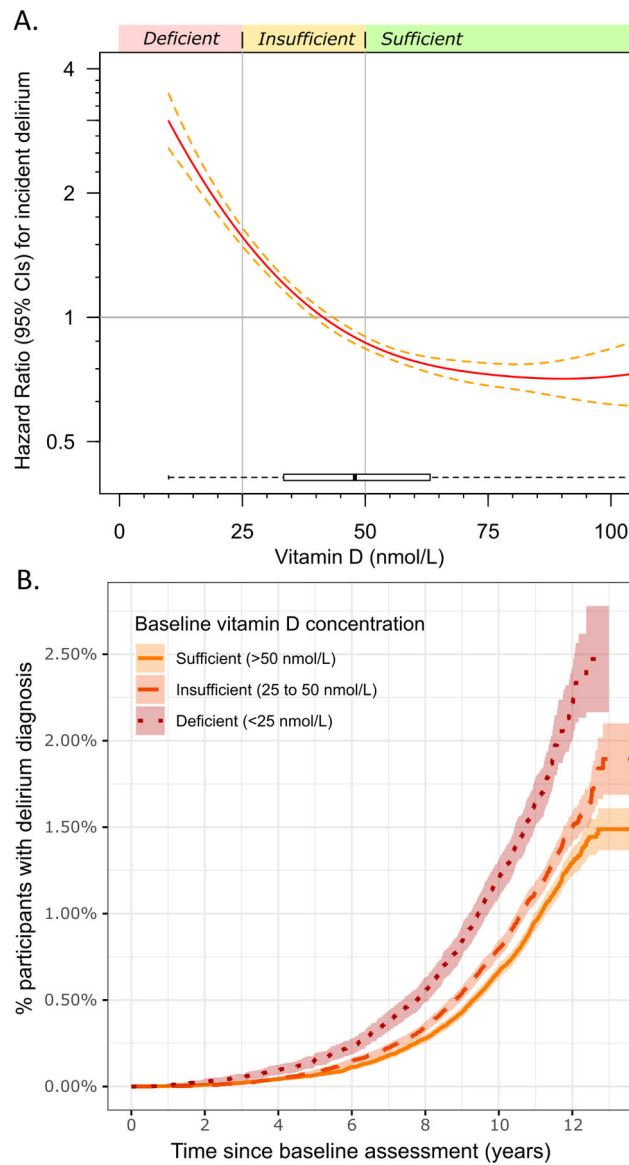 A.
Deficient | Insufficient | Sufficient
Hazard Ratio (95% CIs) for incident delirium
4
2
1
0.5
0 25 50 75 100
Vitamin D (nmol/L)
B.
Baseline vitamin D concentration
Sufficient (>50 nmol/L)
Insufficient (25 to 50 nmol/L)
Deficient (<25 nmol/L)
% participants with delirium diagnosis
2.50%
2.00%
1.50%
1.00%
0.50%
0.00%
0 2 4 6 8 10 12
Time since baseline assessment (years)